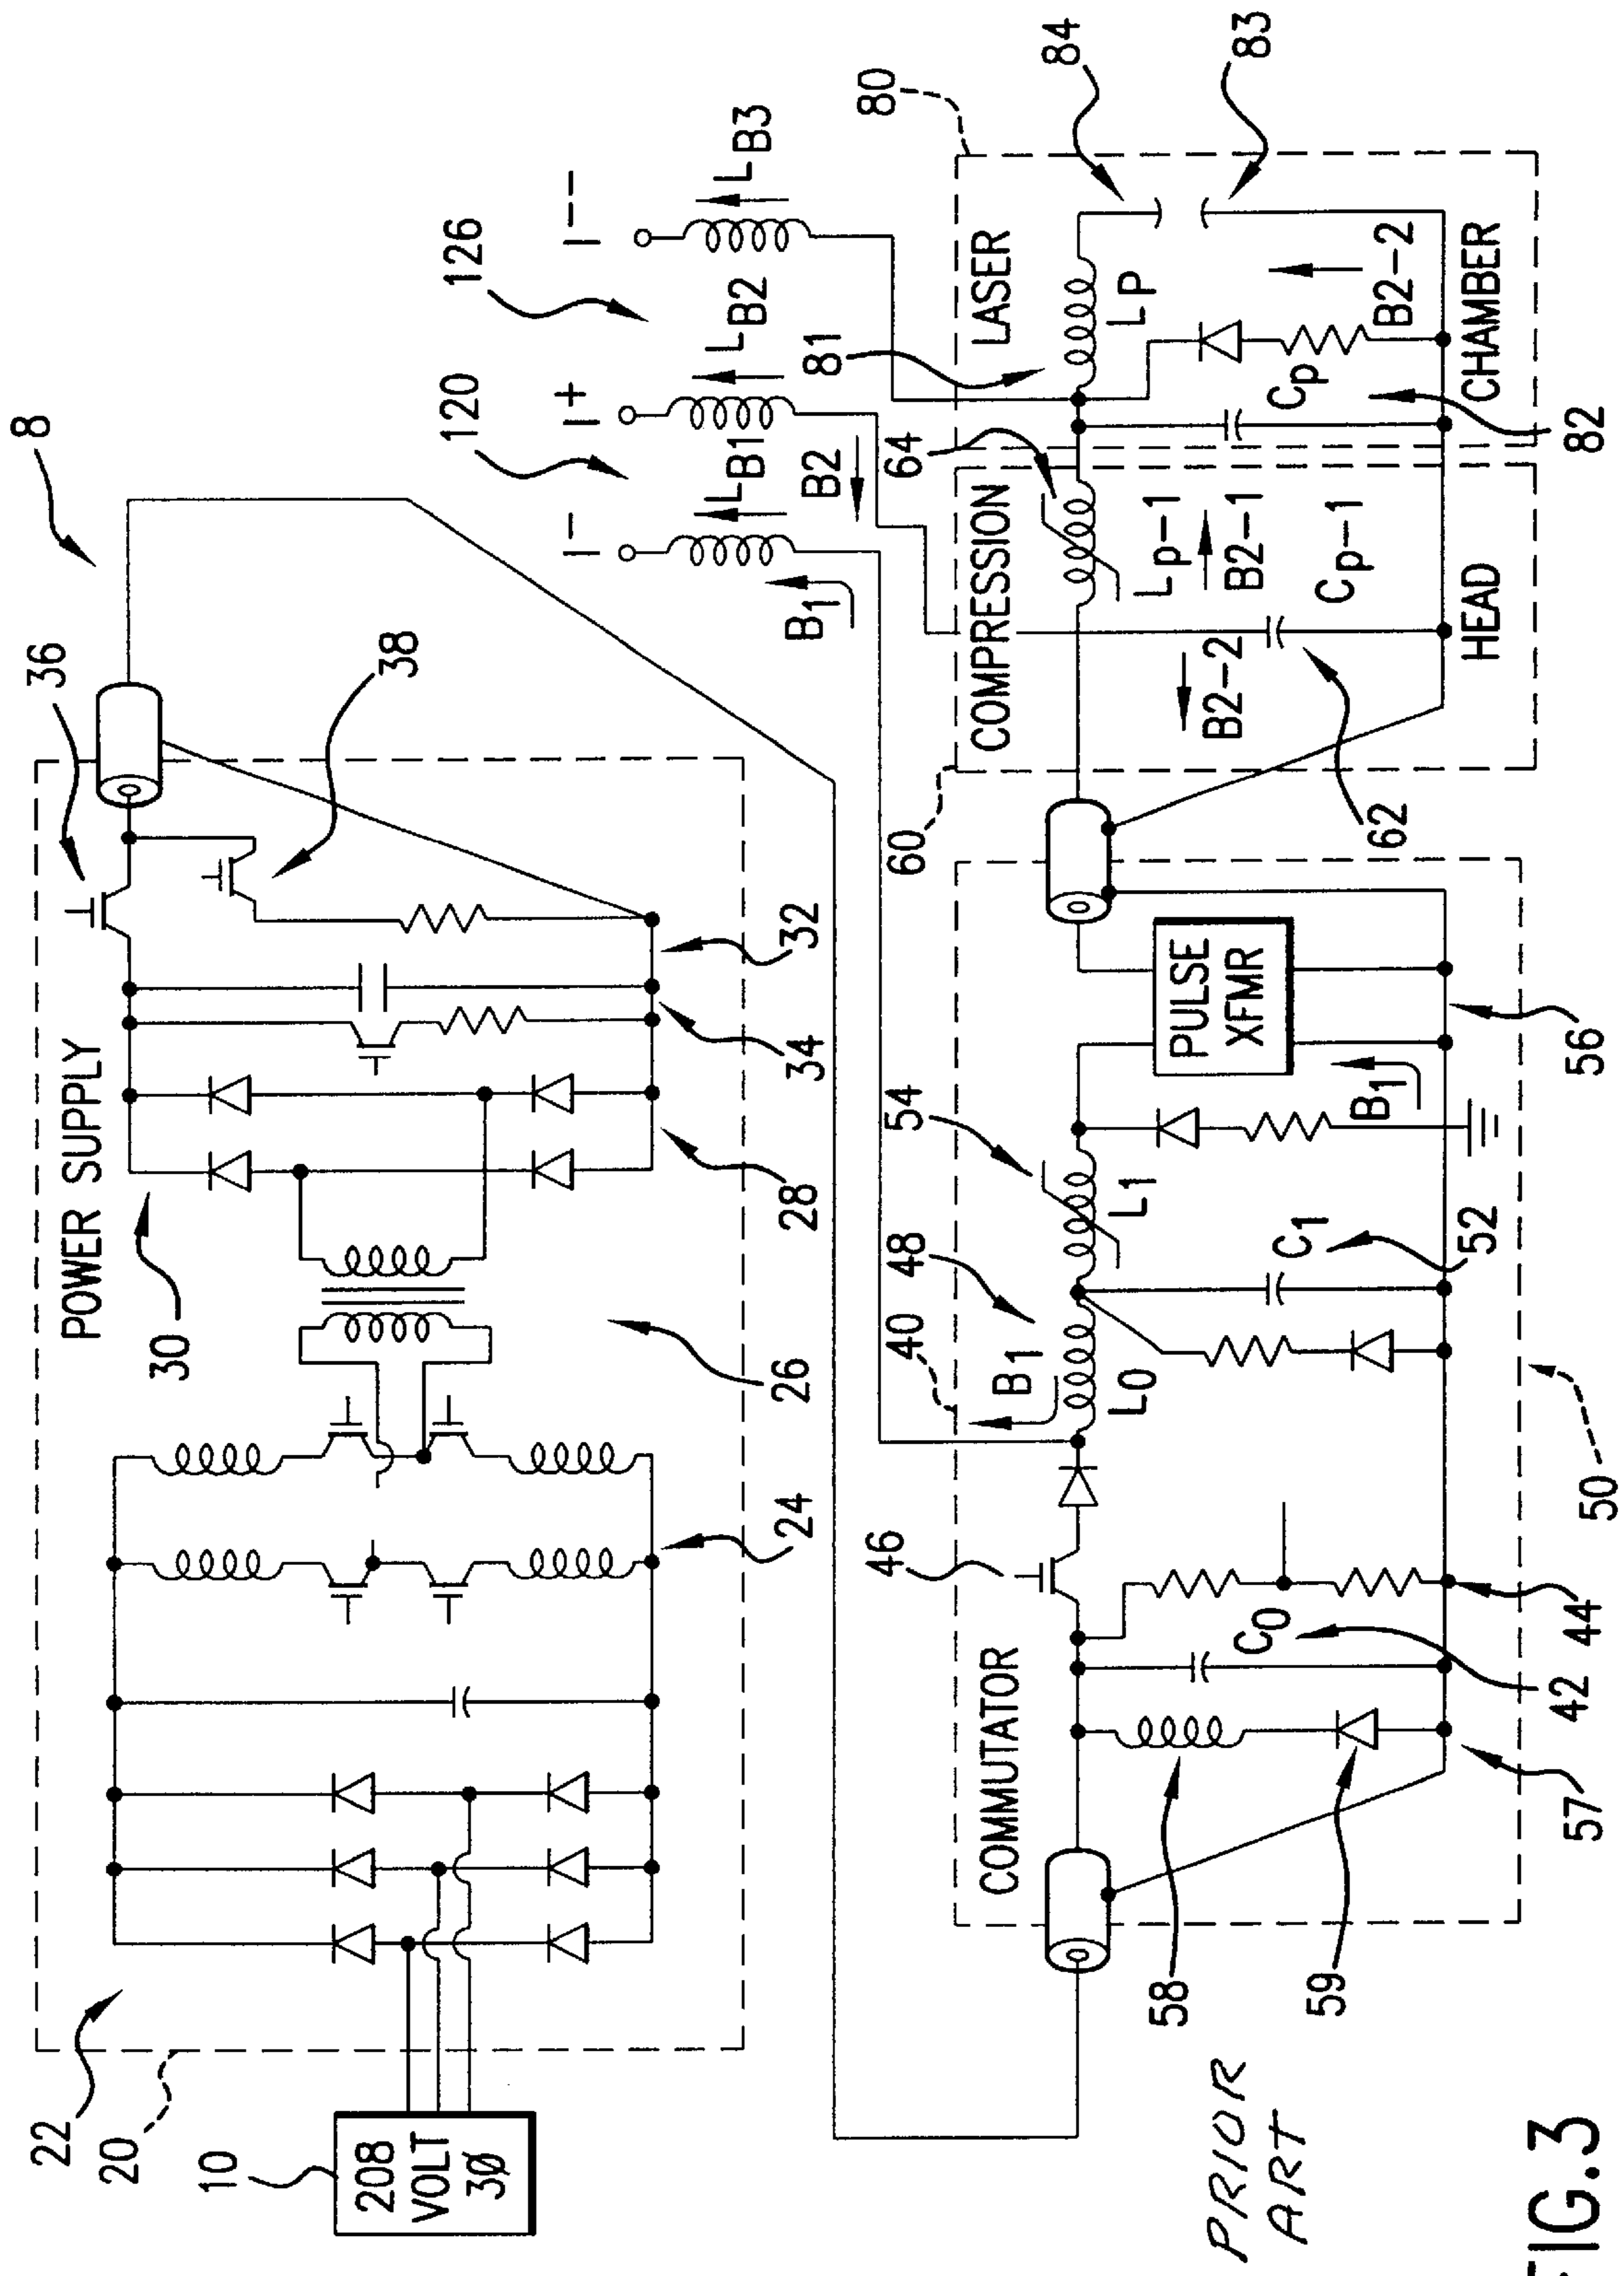 8
36
38
POWER SUPPLY
30
32
34
28
26
24
22
20
10
208
VOLT
3Ø
126
120
I-
I+
I--
LB1
LB2
LB3
B1
B2
80
84
83
81
64
LASER
CHAMBER
LP
B2-2
Cp
82
COMPRESSION
HEAD
Lp-1
B2-1
Cp-1
B2-2
62
60
PULSE
XFMR
56
B1
54
L1
48
C1
52
40
B1
L0
50
46
COMMUTATOR
C0
44
42
57
58
59
PRIOR
ART
FIG.3